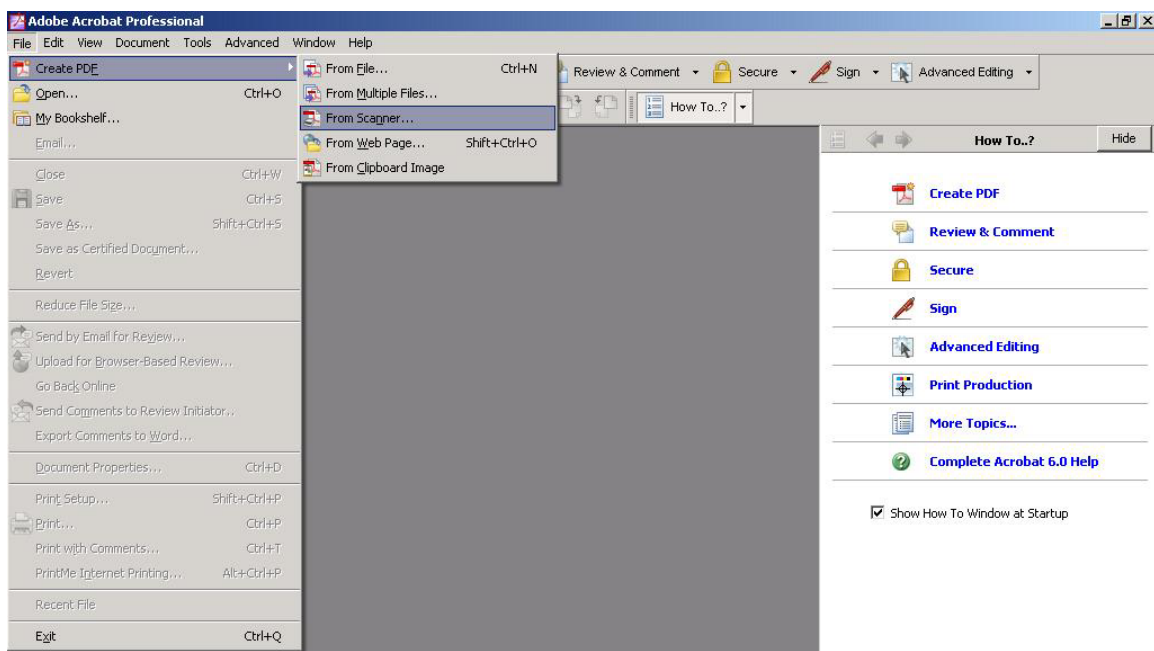 Adobe Acrobat Professional
File Edit View Document Tools Advanced Window Help
Create PDF
Open... Ctrl+O
My Bookshelf...
Email...
Close Ctrl+W
Save Ctrl+S
Save As... Shift+Ctrl+S
Save as Certified Document...
Revert
Reduce File Size...
Send by Email for Review...
Upload for Browser-Based Review...
Go Back Online
Send Comments to Review Initiator..
Export Comments to Word...
Document Properties... Ctrl+D
Print Setup... Shift+Ctrl+P
Print... Ctrl+P
Print with Comments... Ctrl+T
PrintMe Internet Printing... Alt+Ctrl+P
Recent File
Exit Ctrl+Q
From File... Ctrl+N
From Multiple Files...
From Scanner...
From Web Page... Shift+Ctrl+O
From Clipboard Image
Review & Comment Secure Sign Advanced Editing
How To..?
How To..? Hide
Create PDF
Review & Comment
Secure
Sign
Advanced Editing
Print Production
More Topics...
Complete Acrobat 6.0 Help
Show How To Window at Startup